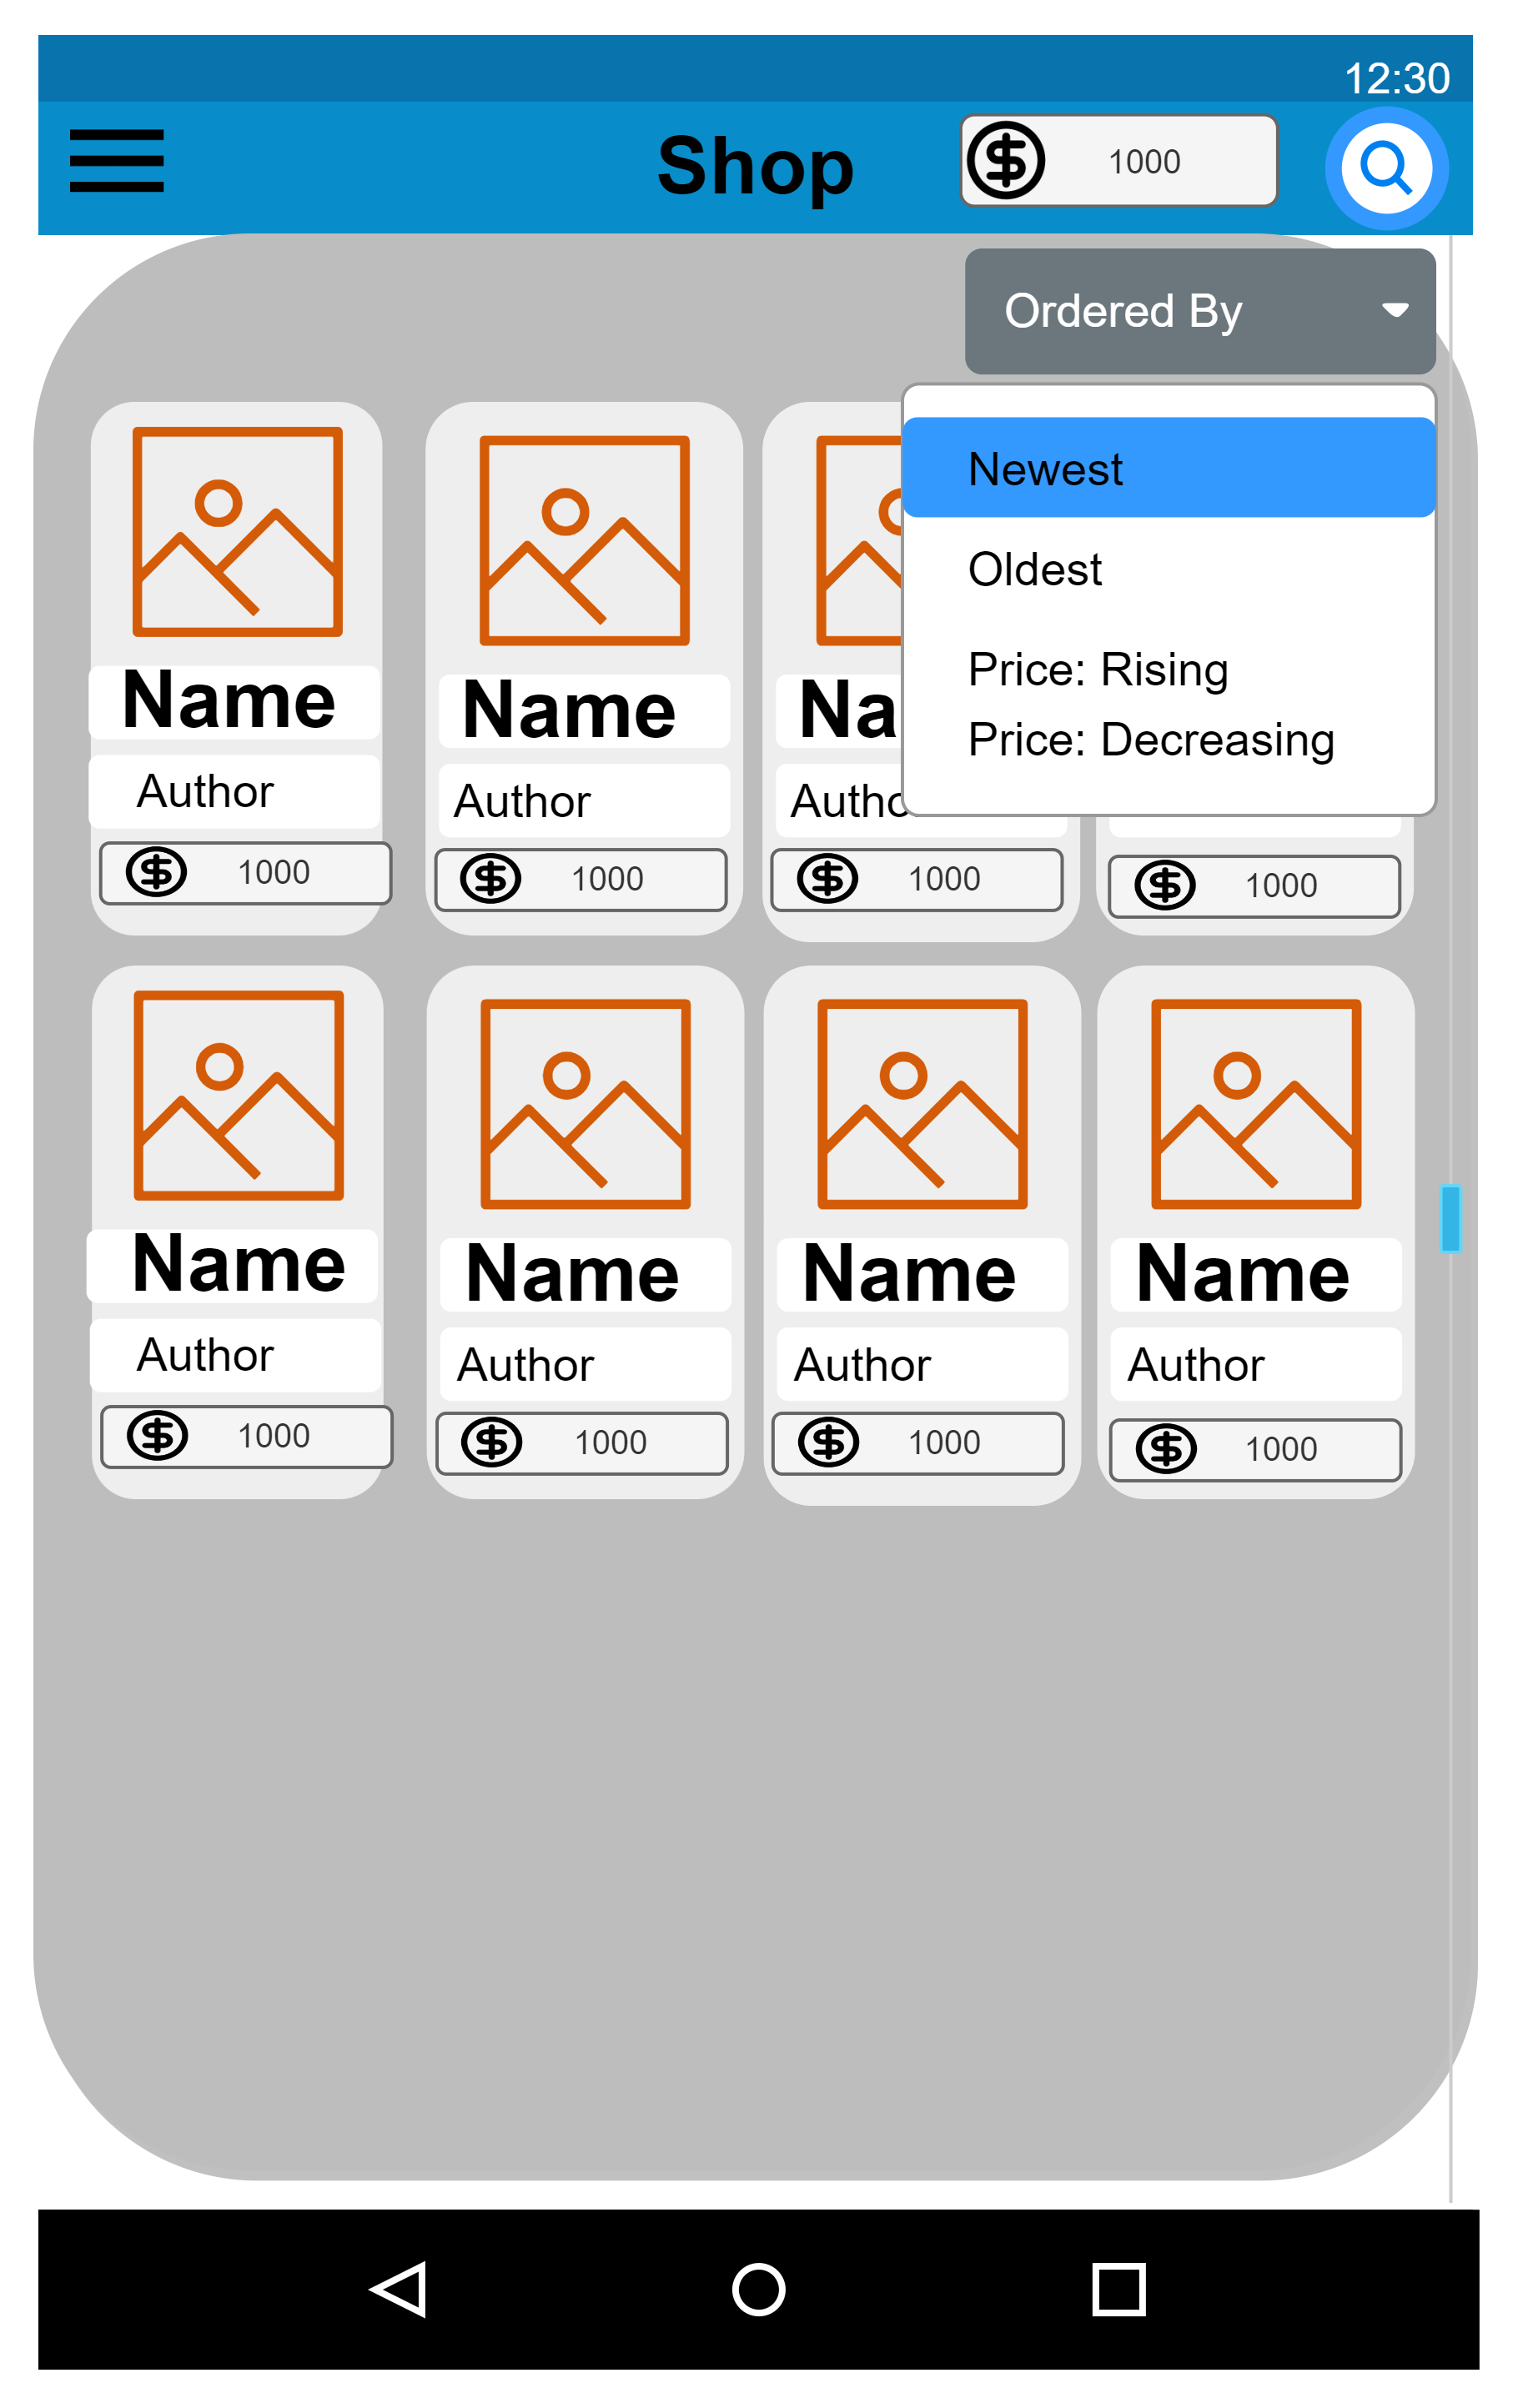 12:30
Shop
1000
Ordered By
Newest
Oldest
Price: Rising
Price: Decreasing
Name Name Na
Author Author Autho
1000 1000 1000 1000
Name Name Name Name
Author Author Author Author
1000 1000 1000 1000